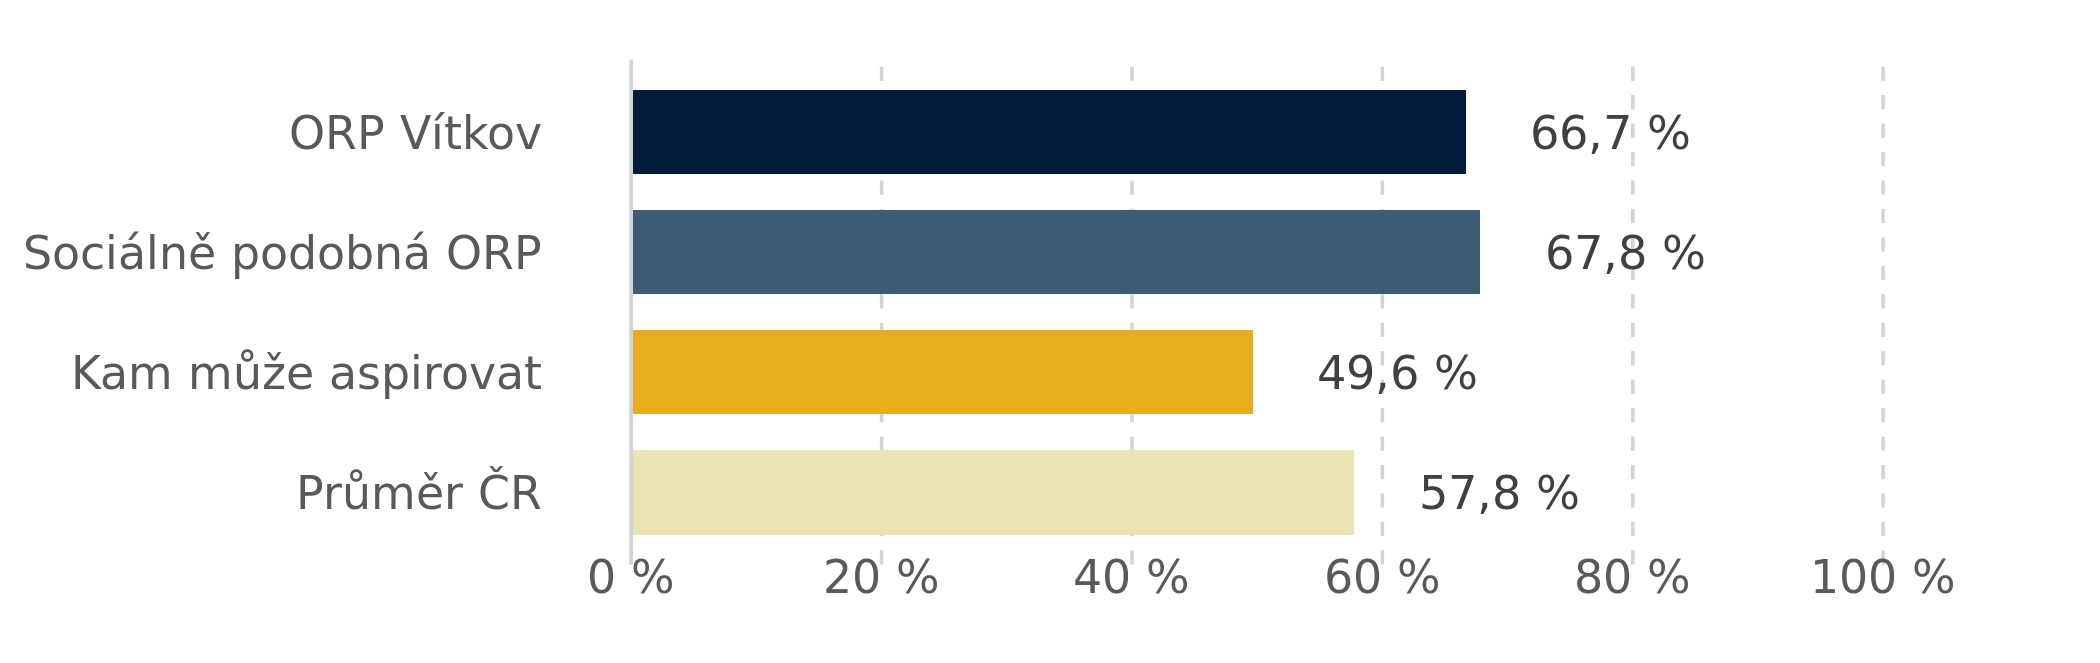 ORP Vítkov 66,7 %
Sociálně podobná ORP 67,8 %
Kam může aspirovat 49,6 %
Průměr ČR 57,8 %
0 % 20 % 40 % 60 % 80 % 100 %